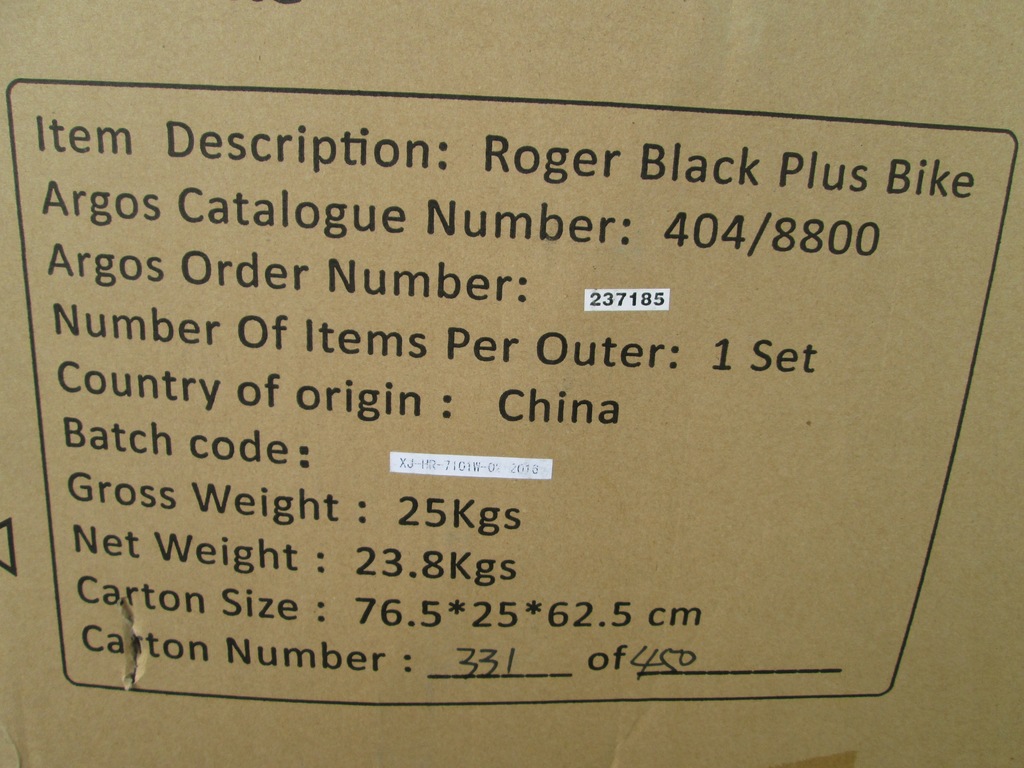 Item Description: Roger Black Plus Bike
Argos Catalogue Number: 404/8800
Argos Order Number: 237185
Number Of Items Per Outer: 1 Set
Country of origin : China
Batch code:
Gross Weight : 25Kgs
Net Weight : 23.8Kgs
Carton Size : 76.5*25*62.5 cm
Carton Number : 331 of 450